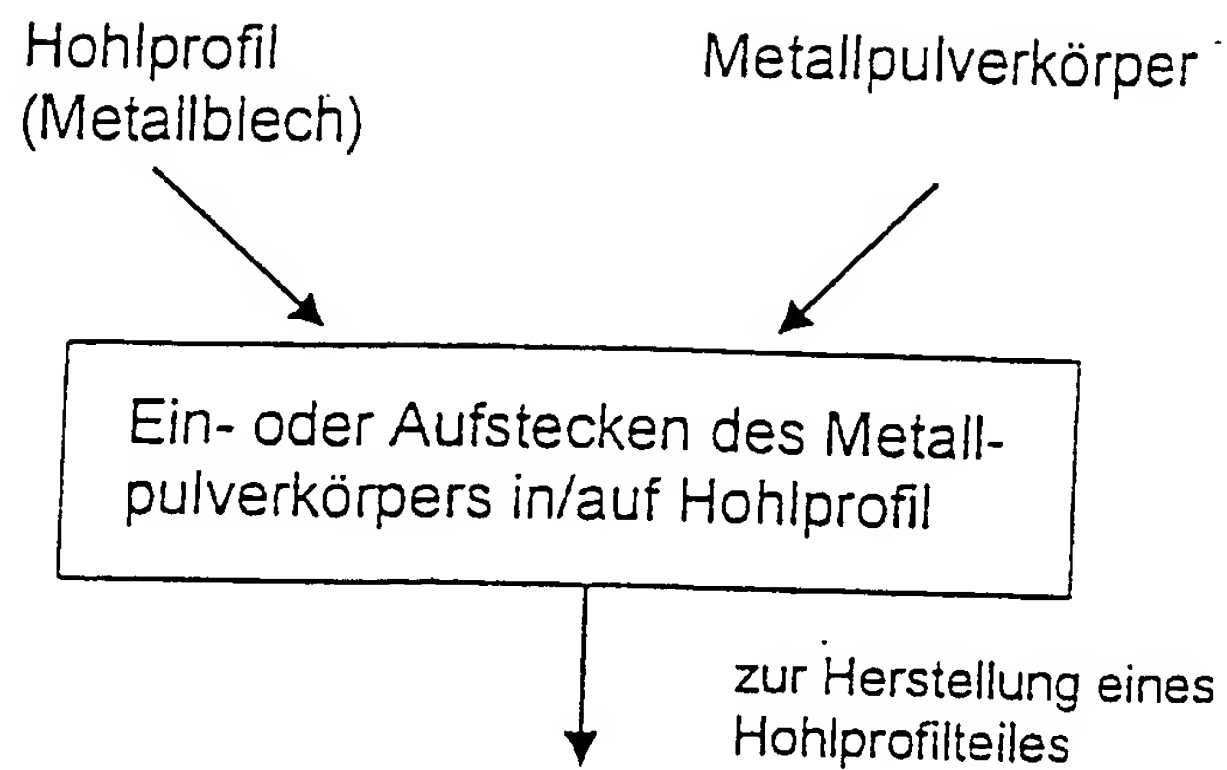 Hohlprofil
(Metallblech)
Metallpulverkörper
Ein- oder Aufstecken des Metall-
pulverkörpers in/auf Hohlprofil
zur Herstellung eines
Hohlprofilteiles